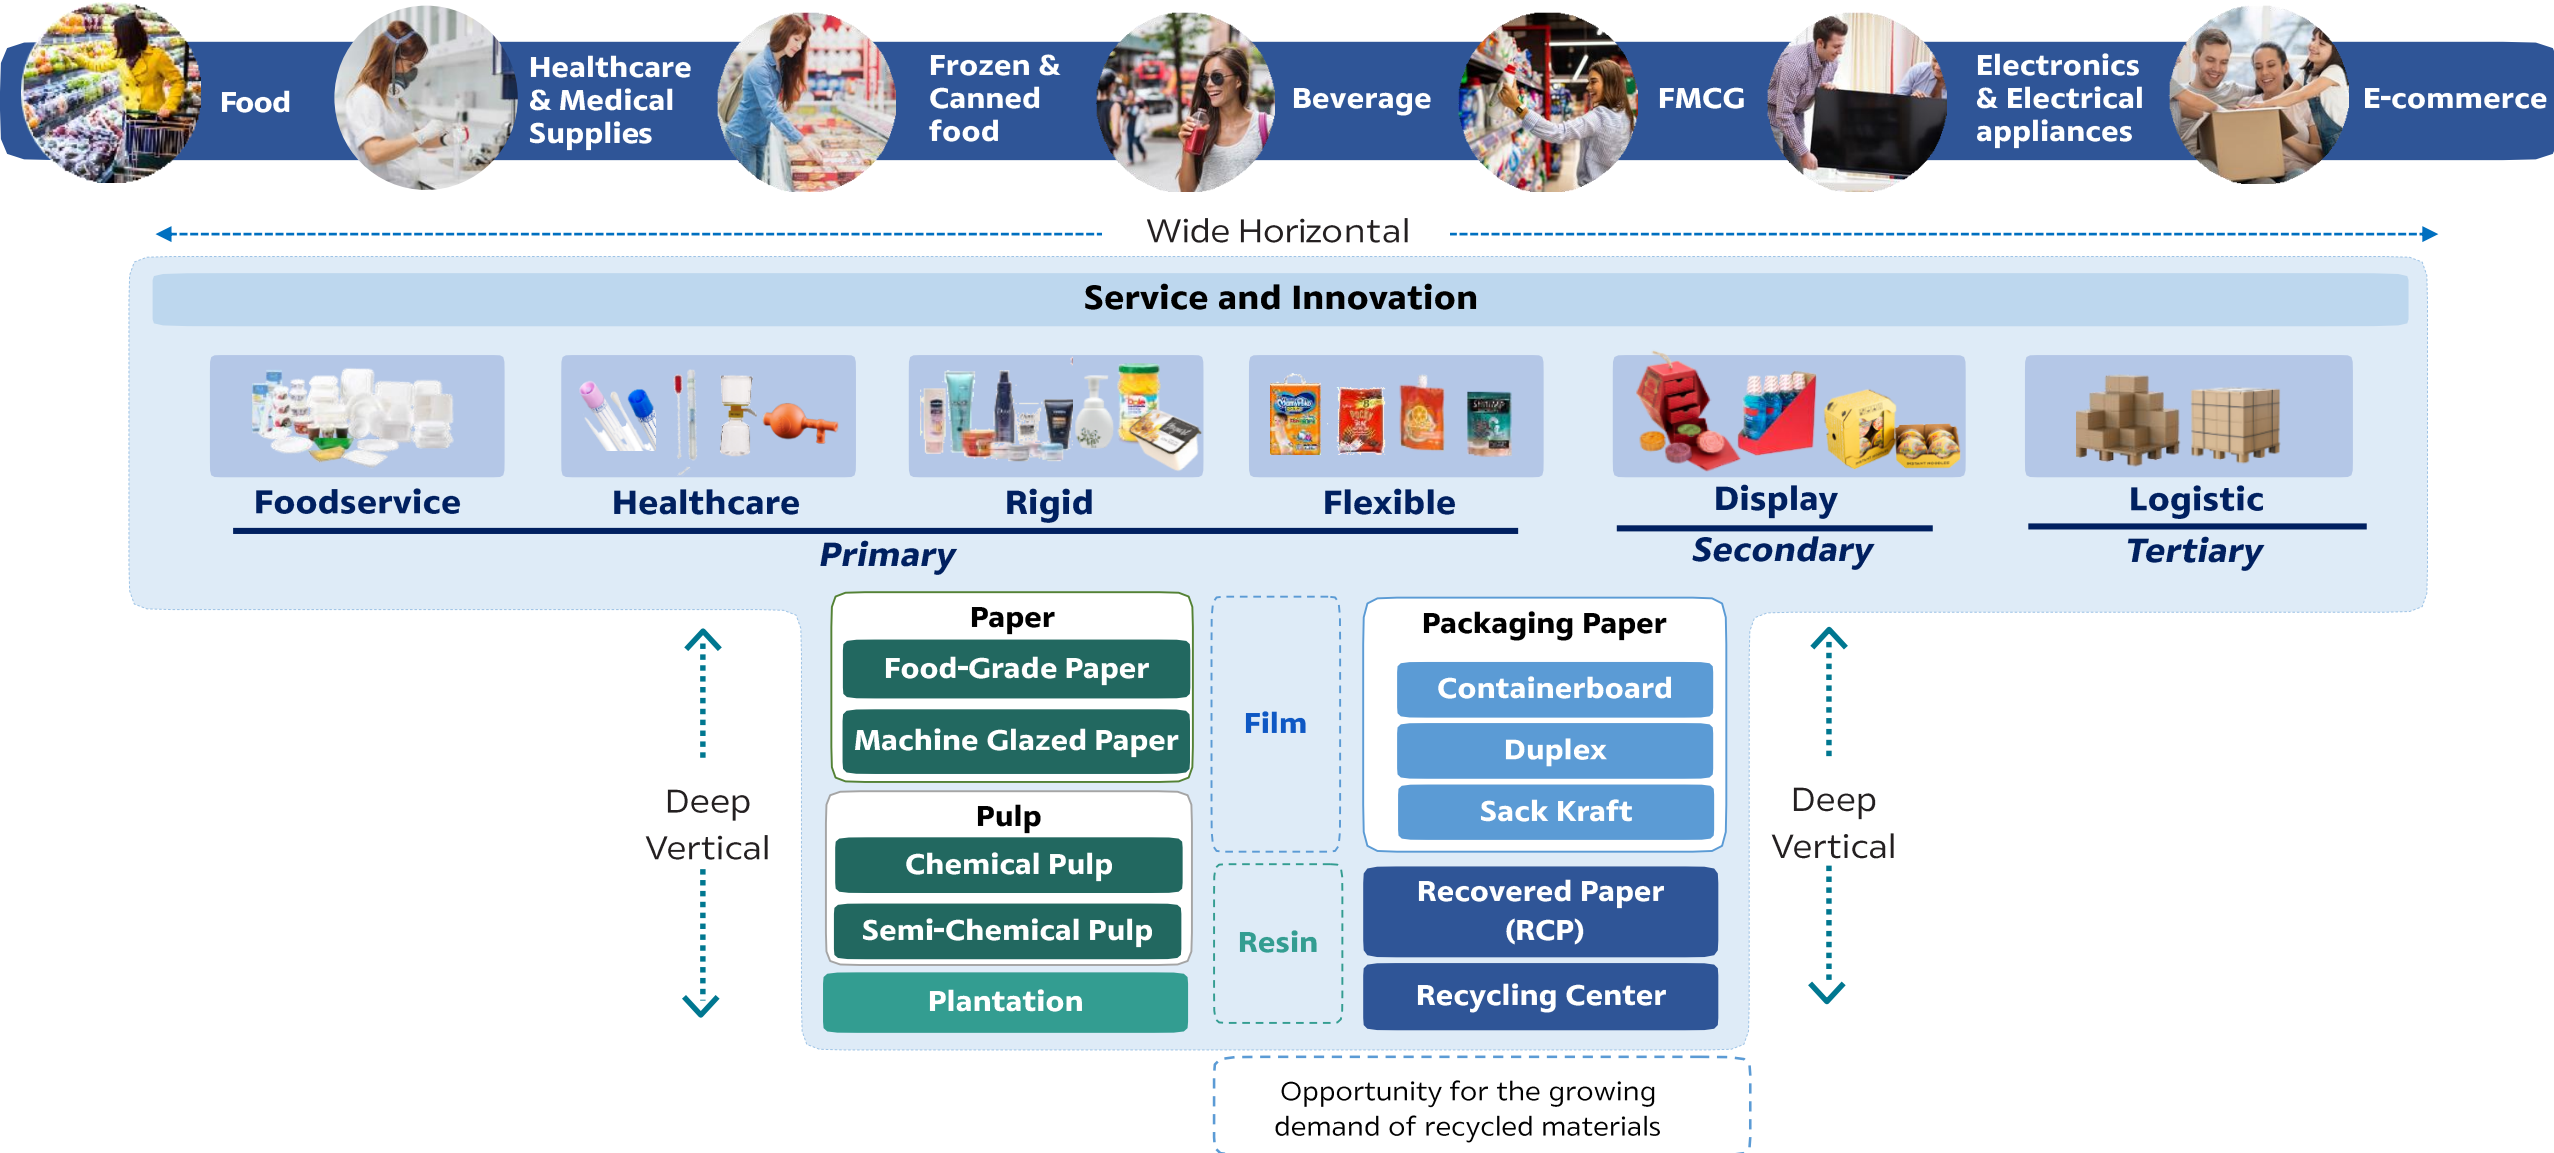 Food
Healthcare
& Medical
Supplies
Frozen &
Canned
food
Beverage
FMCG
Electronics
& Electrical
appliances
E-commerce
Wide Horizontal
Service and Innovation
Foodservice
Healthcare
Rigid
Flexible
Display
Logistic
Primary
Secondary
Tertiary
Paper
Food-Grade Paper
Machine Glazed Paper
Pulp
Chemical Pulp
Semi-Chemical Pulp
Plantation
Film
Resin
Packaging Paper
Containerboard
Duplex
Sack Kraft
Recovered Paper
(RCP)
Recycling Center
Deep
Vertical
Deep
Vertical
Opportunity for the growing
demand of recycled materials